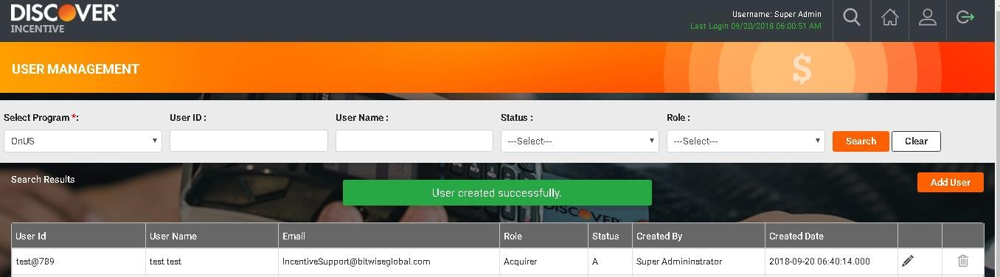 DISCOVER
INCENTIVE
Username: Super Admin
Last Login 09/20/2018 06:00:51 AM
USER MANAGEMENT
$
Select Program *: User ID : User Name : Status : Role :
OnUS ---Select--- ---Select--- Search Clear
Search Results
Add User
User created successfully.
DISCOVER
User Id User Name Email Role Status Created By Created Date
test@789 test test IncentiveSupport@bitwiseglobal.com Acquirer A Super Admininstrator 2018-09-20 06:40:14.000